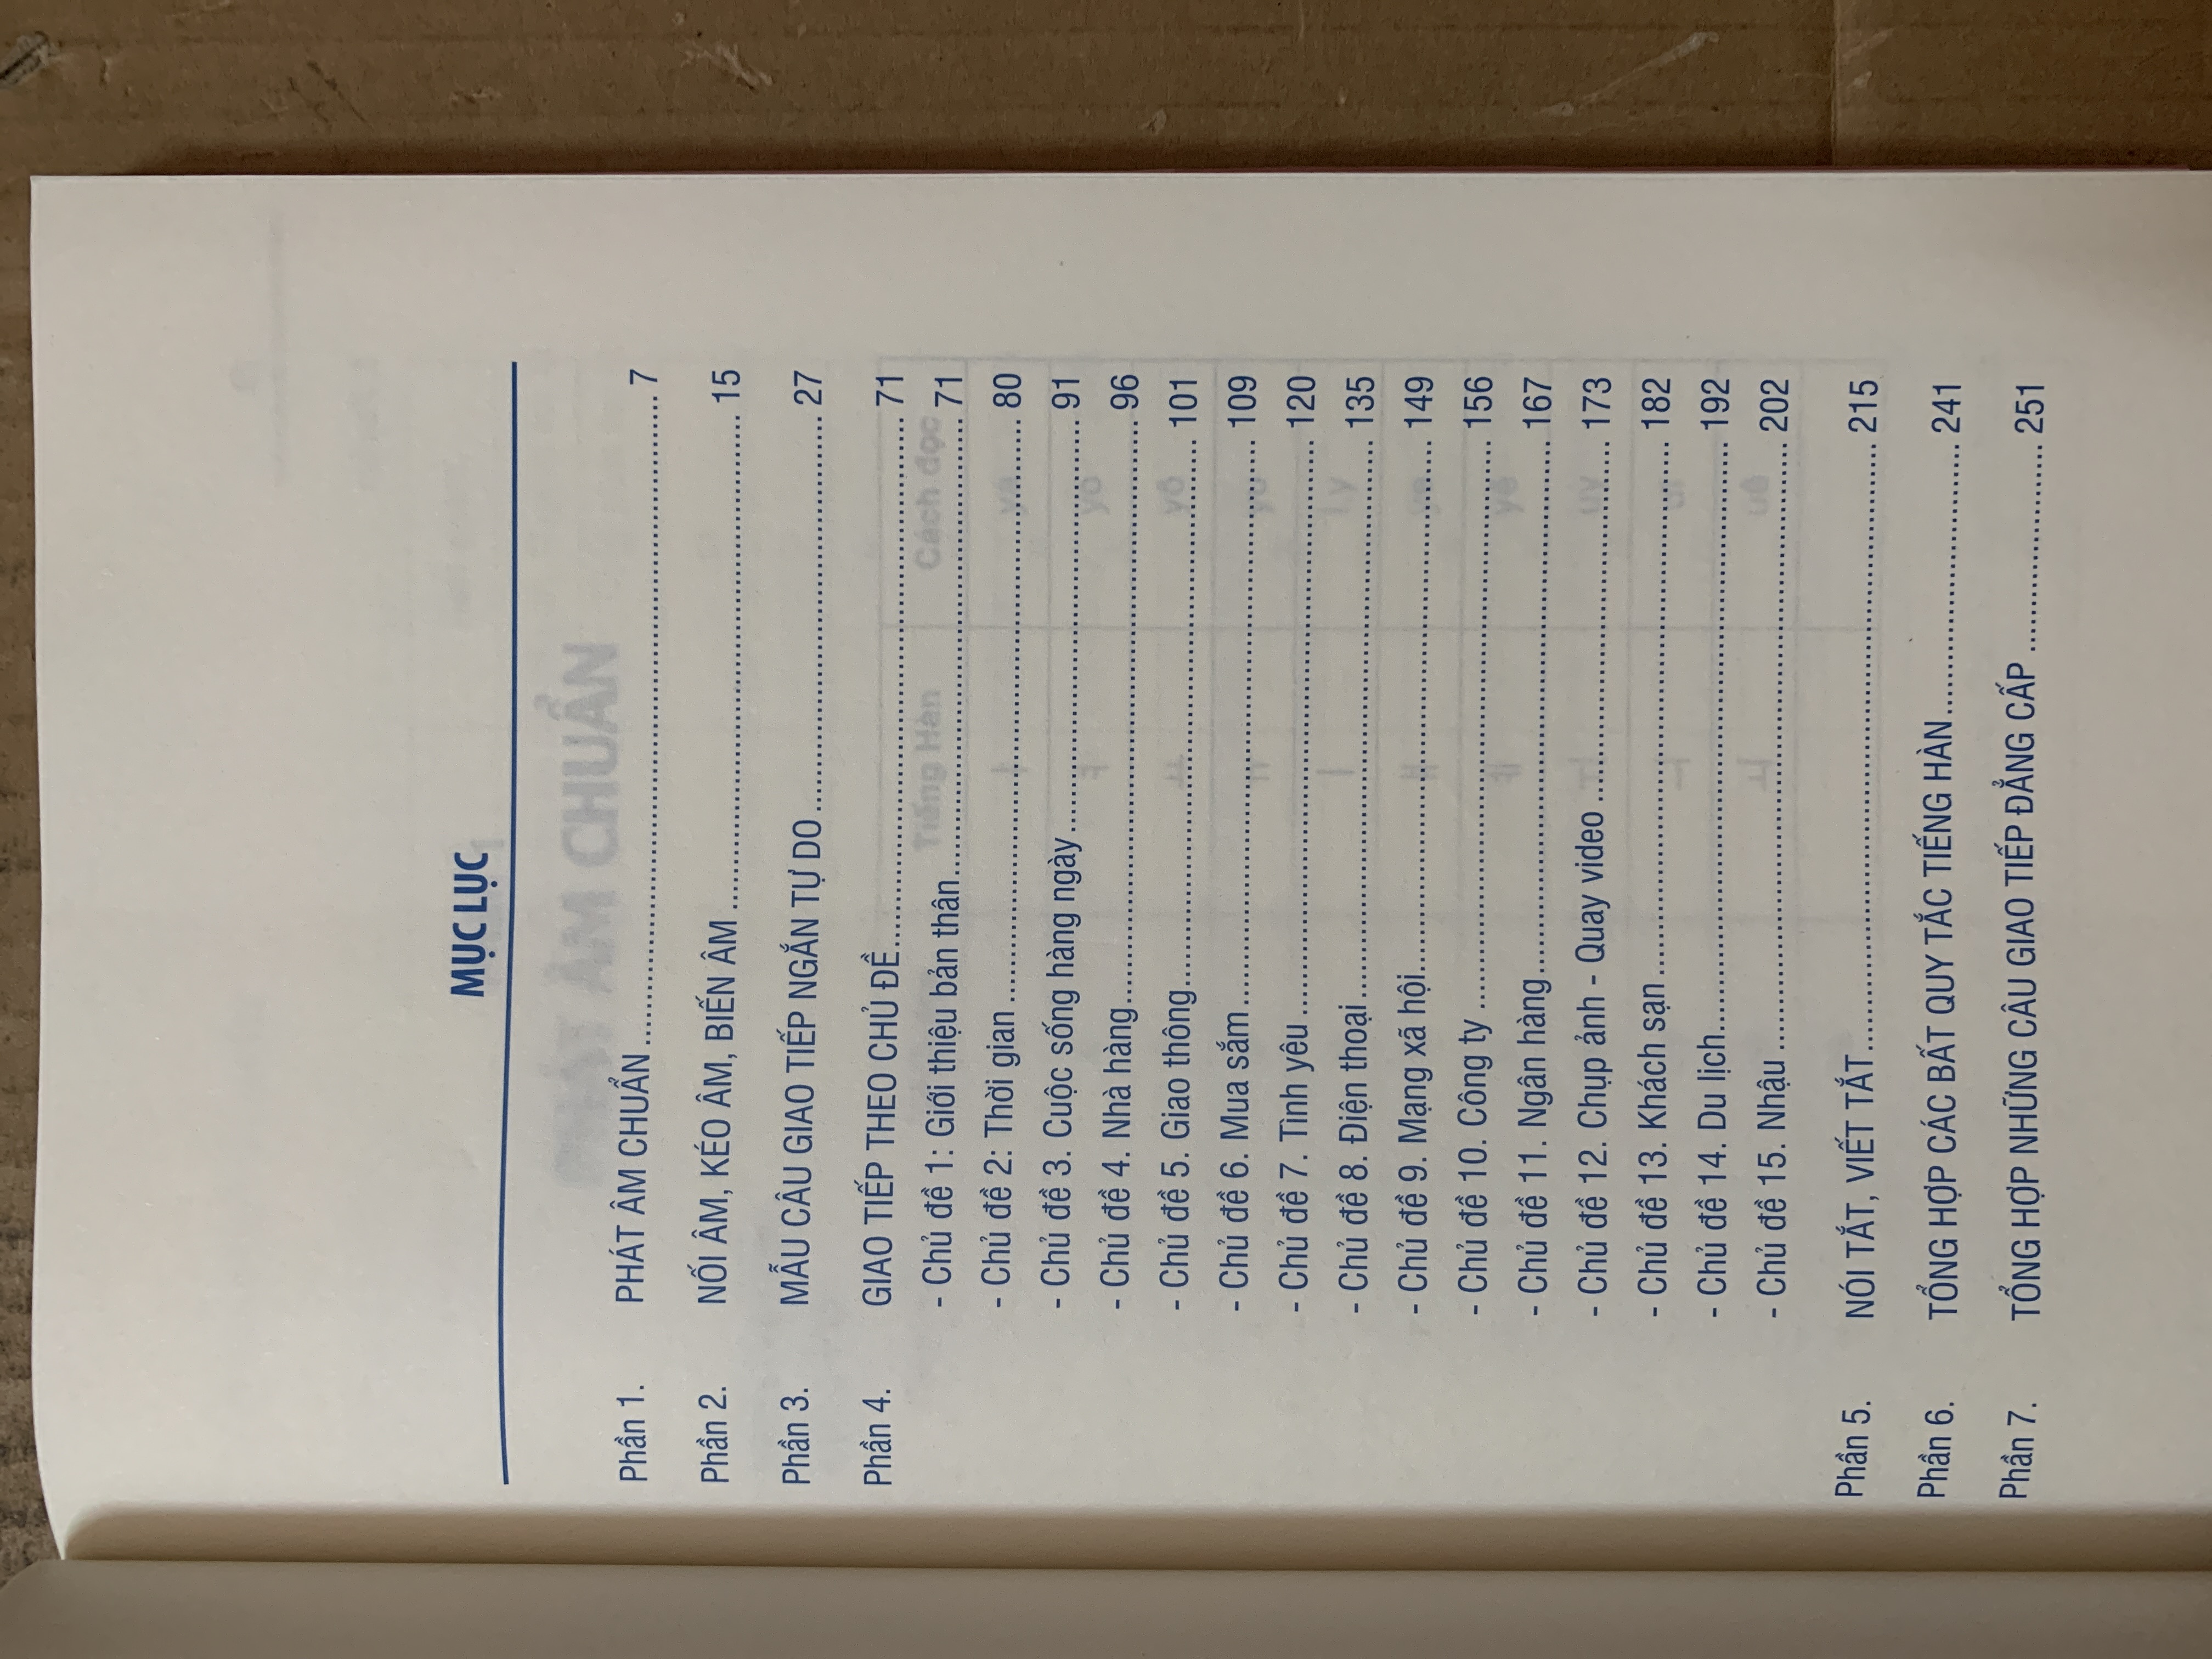 MỤC LỤC
Phần 1. PHÁT ÂM CHUẨN ........ 7
Phần 2. NỐI ÂM, KÉO ÂM, BIẾN ÂM ........ 15
Phần 3. MẪU CÂU GIAO TIẾP NGẮN TỰ DO ........ 27
Phần 4. GIAO TIẾP THEO CHỦ ĐỀ ........ 71
- Chủ đề 1: Giới thiệu bản thân ........ 71
- Chủ đề 2: Thời gian ........ 80
- Chủ đề 3. Cuộc sống hàng ngày ........ 91
- Chủ đề 4. Nhà hàng ........ 96
- Chủ đề 5. Giao thông ........ 101
- Chủ đề 6. Mua sắm ........ 109
- Chủ đề 7. Tình yêu ........ 120
- Chủ đề 8. Điện thoại ........ 135
- Chủ đề 9. Mạng xã hội ........ 149
- Chủ đề 10. Công ty ........ 156
- Chủ đề 11. Ngân hàng ........ 167
- Chủ đề 12. Chụp ảnh - Quay video ........ 173
- Chủ đề 13. Khách sạn ........ 182
- Chủ đề 14. Du lịch ........ 192
- Chủ đề 15. Nhậu ........ 202
Phần 5. NÓI TẮT, VIẾT TẮT ........ 215
Phần 6. TỔNG HỢP CÁC BẤT QUY TẮC TIẾNG HÀN ........ 241
Phần 7. TỔNG HỢP NHỮNG CÂU GIAO TIẾP ĐẲNG CẤP ........ 251